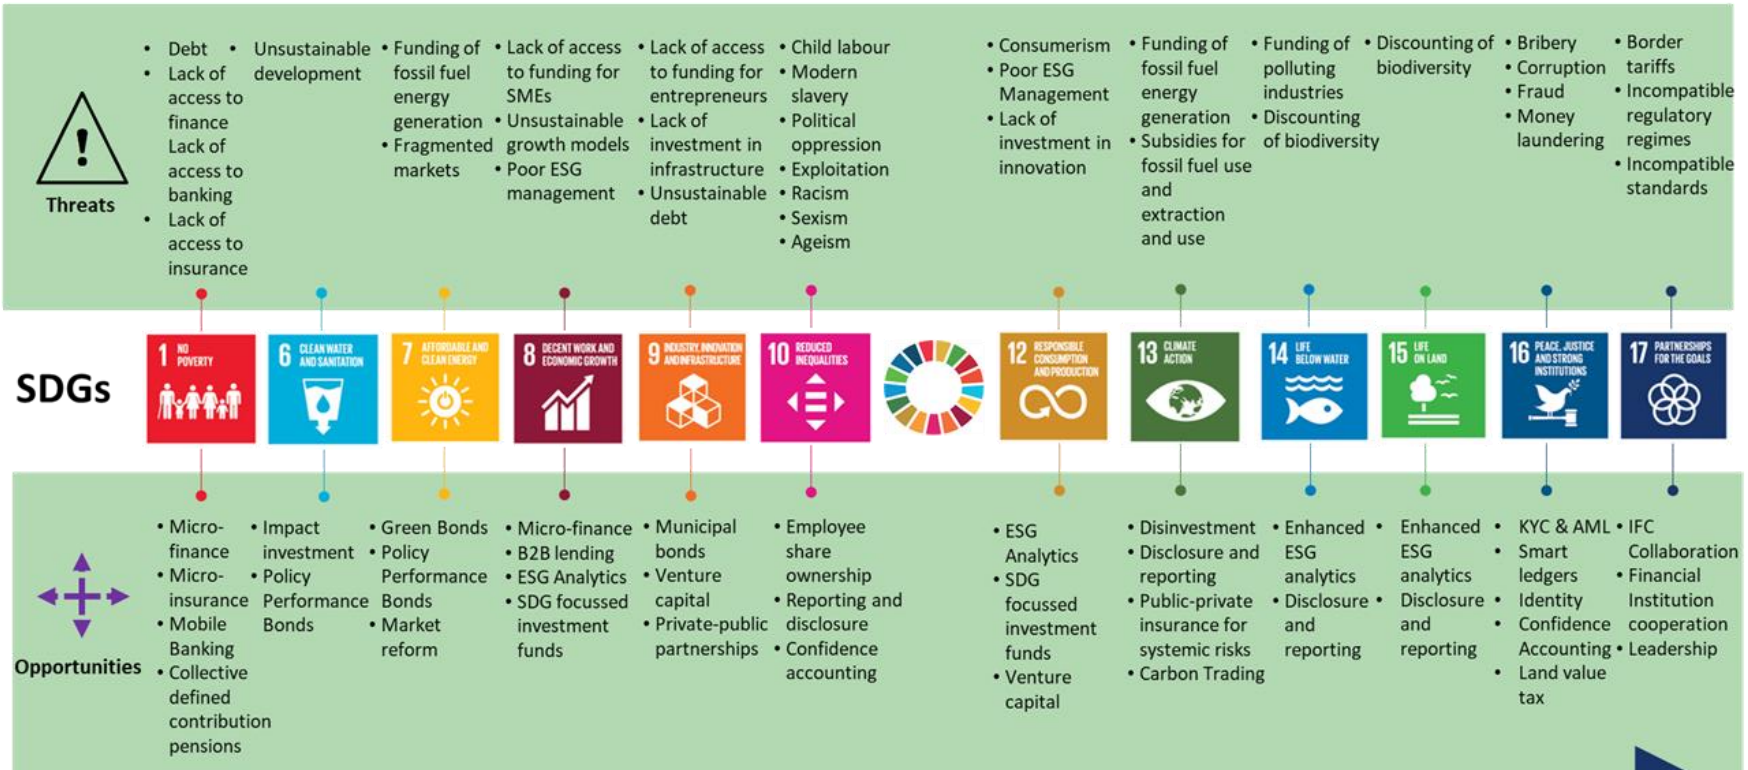 • Debt
• Lack of
access to
finance
Lack of
access to
banking
• Lack of
access to
insurance
• Unsustainable
development
• Funding of
fossil fuel
energy
generation
• Fragmented
markets
• Lack of access
to funding for
SMEs
• Unsustainable
growth models
• Poor ESG
management
• Lack of access
to funding for
entrepreneurs
• Lack of
investment in
infrastructure
• Unsustainable
debt
• Child labour
• Modern
slavery
• Political
oppression
• Exploitation
• Racism
• Sexism
• Ageism
• Consumerism
• Poor ESG
Management
• Lack of
investment in
innovation
• Funding of
fossil fuel
energy
generation
• Subsidies for
fossil fuel use
and
extraction
and use
• Funding of
polluting
industries
• Discounting
of biodiversity
• Discounting of
biodiversity
• Bribery
• Corruption
• Fraud
• Money
laundering
• Border
tariffs
• Incompatible
regulatory
regimes
• Incompatible
standards
!
Threats
SDGs
1 NO
POVERTY
6 CLEAN WATER
AND SANITATION
7 AFFORDABLE AND
CLEAN ENERGY
8 DECENT WORK AND
ECONOMIC GROWTH
9 INDUSTRY, INNOVATION
AND INFRASTRUCTURE
10 REDUCED
INEQUALITIES
12 RESPONSIBLE
CONSUMPTION
AND PRODUCTION
13 CLIMATE
ACTION
14 LIFE
BELOW WATER
15 LIFE
ON LAND
16 PEACE, JUSTICE
AND STRONG
INSTITUTIONS
17 PARTNERSHIPS
FOR THE GOALS
Opportunities
• Micro-
finance
• Micro-
insurance
• Mobile
Banking
• Collective
defined
contribution
pensions
• Impact
investment
• Policy
Performance
Bonds
• Green Bonds
• Policy
Performance
Bonds
• Market
reform
• Micro-finance
• B2B lending
• ESG Analytics
• SDG focussed
investment
funds
• Municipal
bonds
• Venture
capital
• Private-public
partnerships
• Employee
share
ownership
• Reporting and
disclosure
• Confidence
accounting
• ESG
Analytics
• SDG
focussed
investment
funds
• Venture
capital
• Disinvestment
• Disclosure and
reporting
• Public-private
insurance for
systemic risks
• Carbon Trading
• Enhanced
ESG
analytics
• Disclosure
and
reporting
• Enhanced
ESG
analytics
• Disclosure
and
reporting
• KYC & AML
• Smart
ledgers
• Identity
• Confidence
Accounting
• Land value
tax
• IFC
Collaboration
• Financial
Institution
cooperation
• Leadership